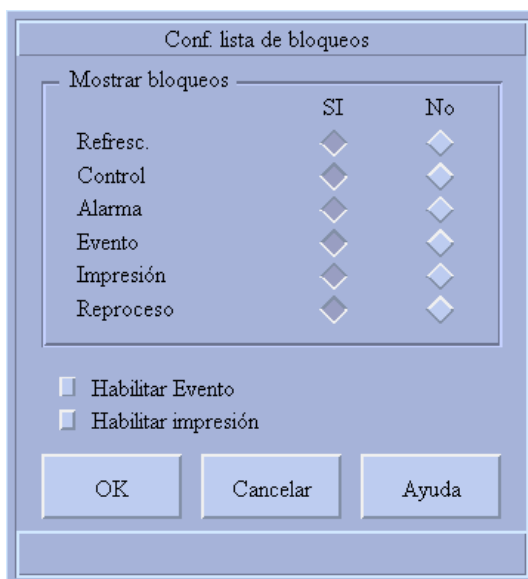 Conf. lista de bloqueos
Mostrar bloqueos
SI No
Refresc.
Control
Alarma
Evento
Impresión
Reproceso
Habilitar Evento
Habilitar impresión
OK Cancelar Ayuda